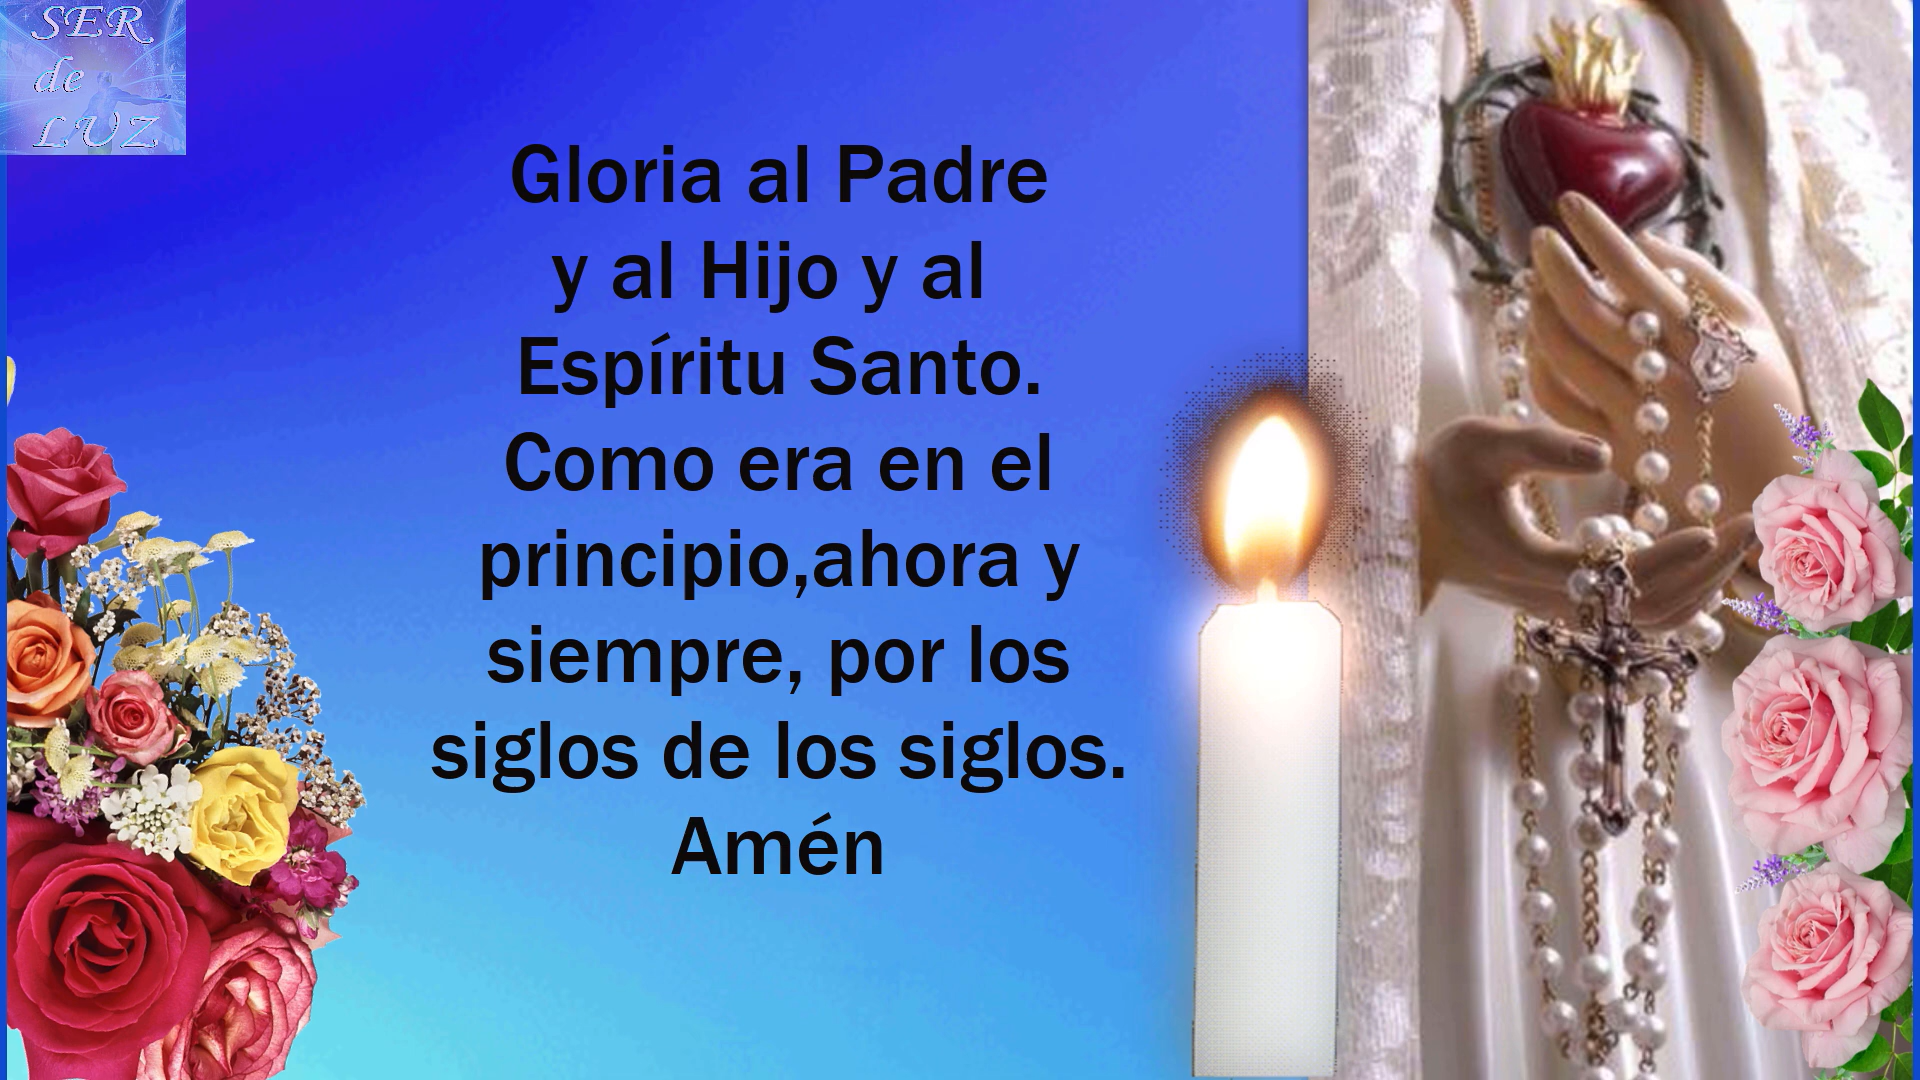 SER
de
LUZ
Gloria al Padre
y al Hijo y al
Espíritu Santo.
Como era en el
principio,ahora y
siempre, por los
siglos de los siglos.
Amén